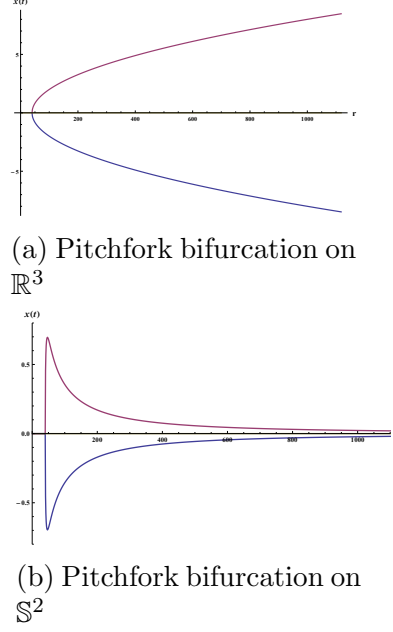 x(t)
5
200
400
600
800
1000
r
-5
(a) Pitchfork bifurcation on
ℝ³
x(t)
0.5
0.0
200
400
600
800
1000
-0.5
(b) Pitchfork bifurcation on
𝕊²